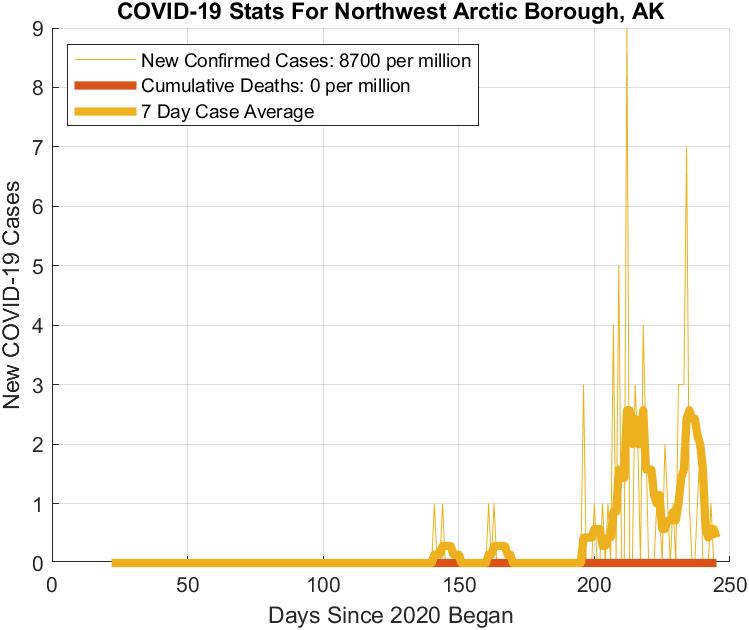 COVID-19 Stats For Northwest Arctic Borough, AK
New Confirmed Cases: 8700 per million
Cumulative Deaths: 0 per million
7 Day Case Average
New COVID-19 Cases
9
8
7
6
5
4
3
2
1
0
0 50 100 150 200 250
Days Since 2020 Began